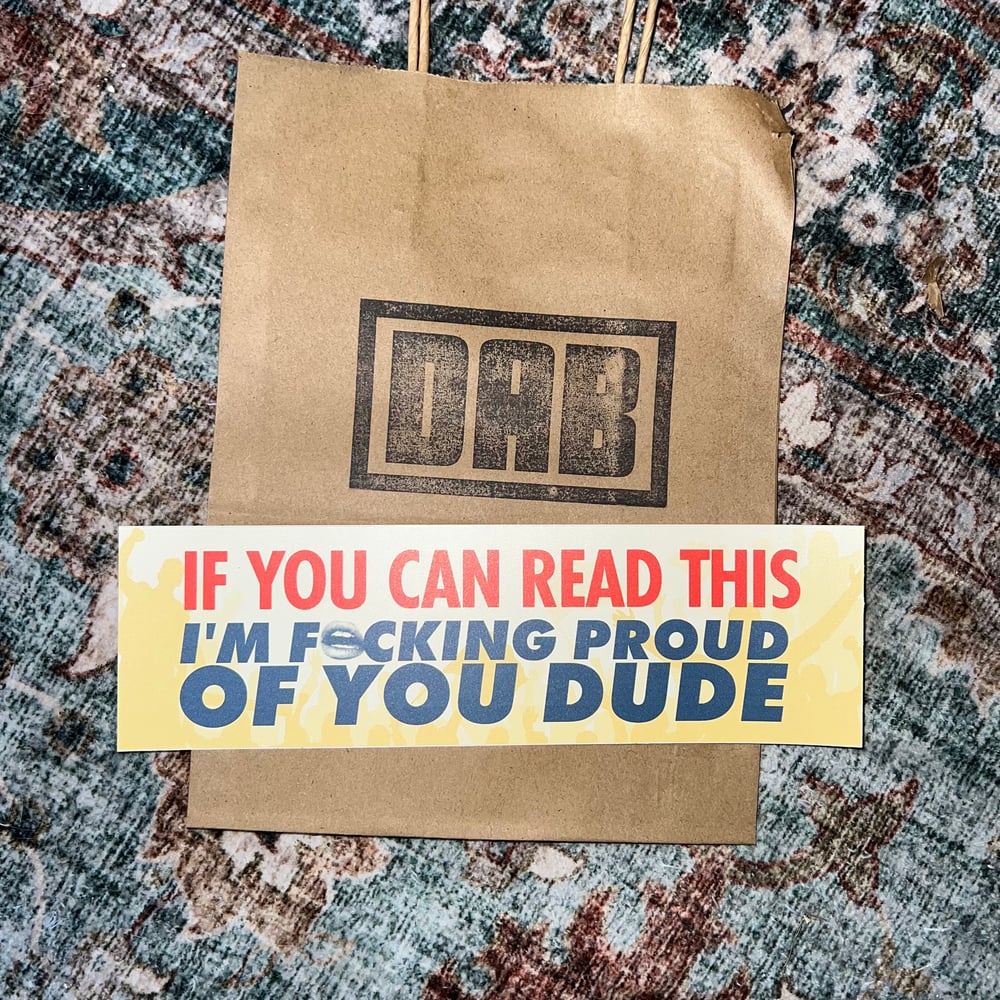 DAB
IF YOU CAN READ THIS
I'M F CKING PROUD
OF YOU DUDE